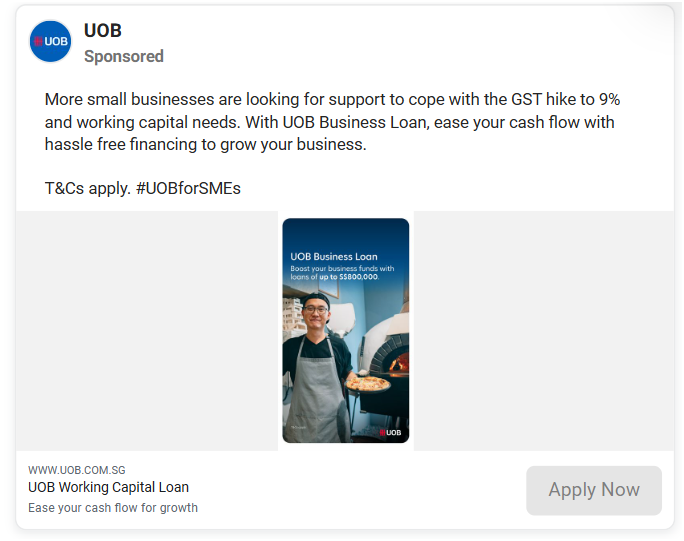 UOB
UOB
Sponsored
More small businesses are looking for support to cope with the GST hike to 9%
and working capital needs. With UOB Business Loan, ease your cash flow with
hassle free financing to grow your business.
T&Cs apply. #UOBforSMEs
UOB Business Loan
Boost your business funds with
loans of up to S$800,000.
UOB
WWW.UOB.COM.SG
UOB Working Capital Loan
Ease your cash flow for growth
Apply Now